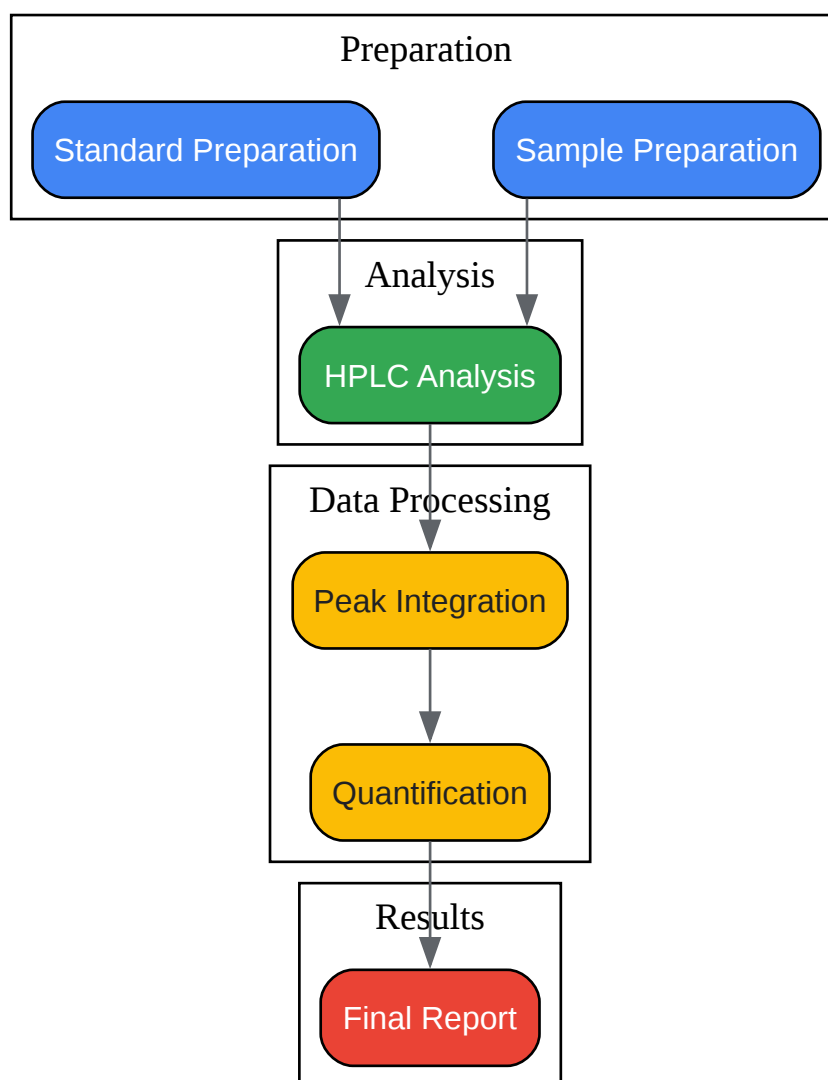 Preparation
Standard Preparation
Sample Preparation
Analysis
HPLC Analysis
Data Processing
Peak Integration
Quantification
Results
Final Report